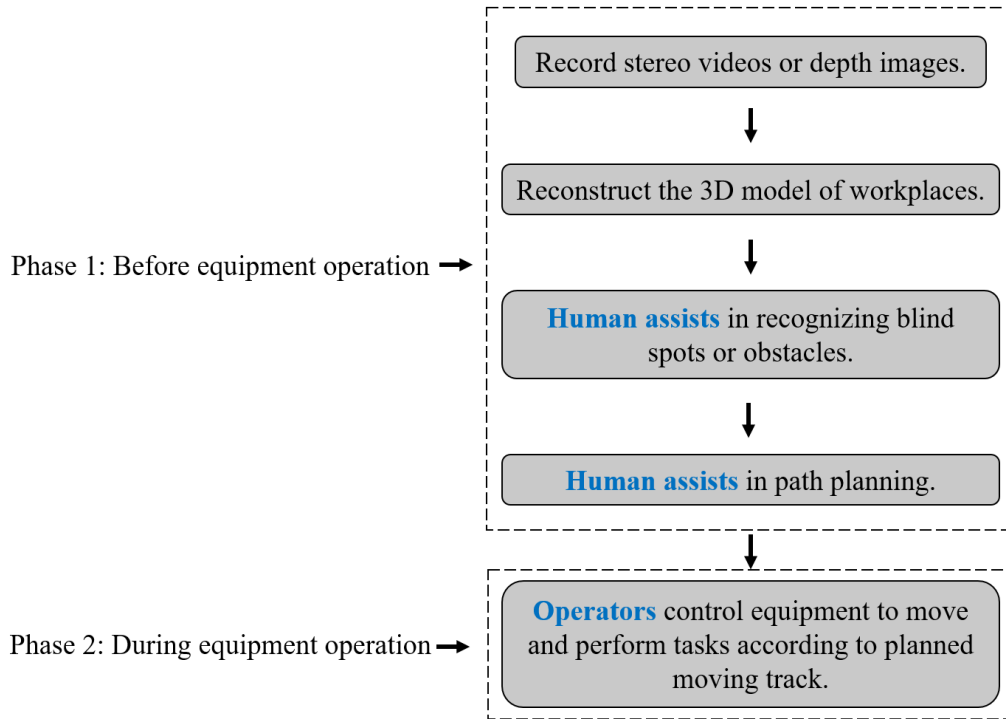 Record stereo videos or depth images.
Reconstruct the 3D model of workplaces.
Phase 1: Before equipment operation
Human assists in recognizing blind
spots or obstacles.
Human assists in path planning.
Phase 2: During equipment operation
Operators control equipment to move
and perform tasks according to planned
moving track.